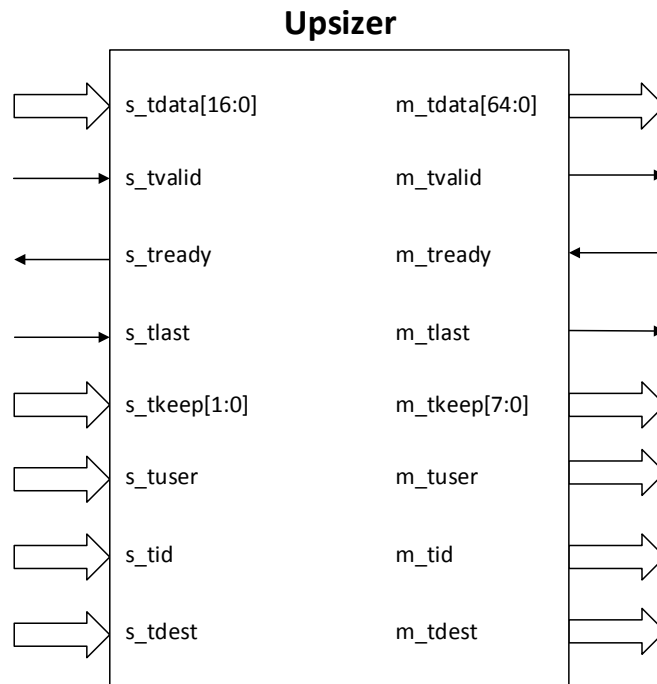 Upsizer
s_tdata[16:0] m_tdata[64:0]
s_tvalid m_tvalid
s_tready m_tready
s_tlast m_tlast
s_tkeep[1:0] m_tkeep[7:0]
s_tuser m_tuser
s_tid m_tid
s_tdest m_tdest